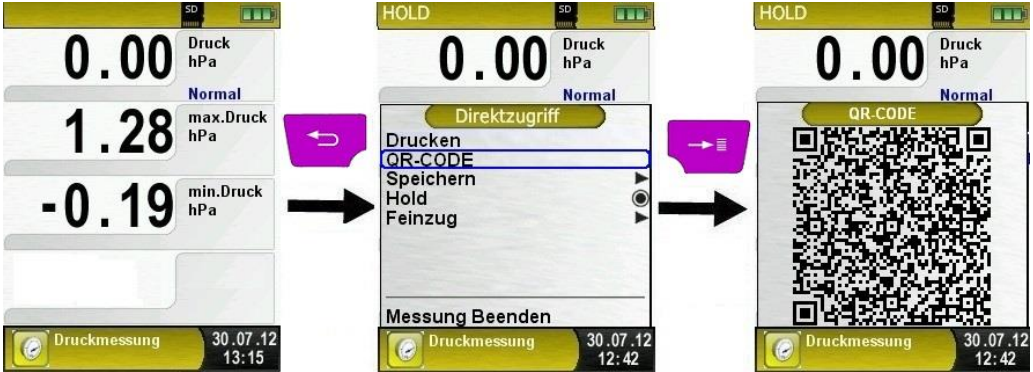 SD
0.00 Druck hPa
Normal
1.28 max.Druck hPa
-0.19 min.Druck hPa
Druckmessung 30.07.12 13:15
HOLD SD
0.00 Druck hPa
Normal
Direktzugriff
Drucken
QR-CODE
Speichern
Hold
Feinzug
Messung Beenden
Druckmessung 30.07.12 12:42
HOLD SD
0.00 Druck hPa
Normal
QR-CODE
Druckmessung 30.07.12 12:42